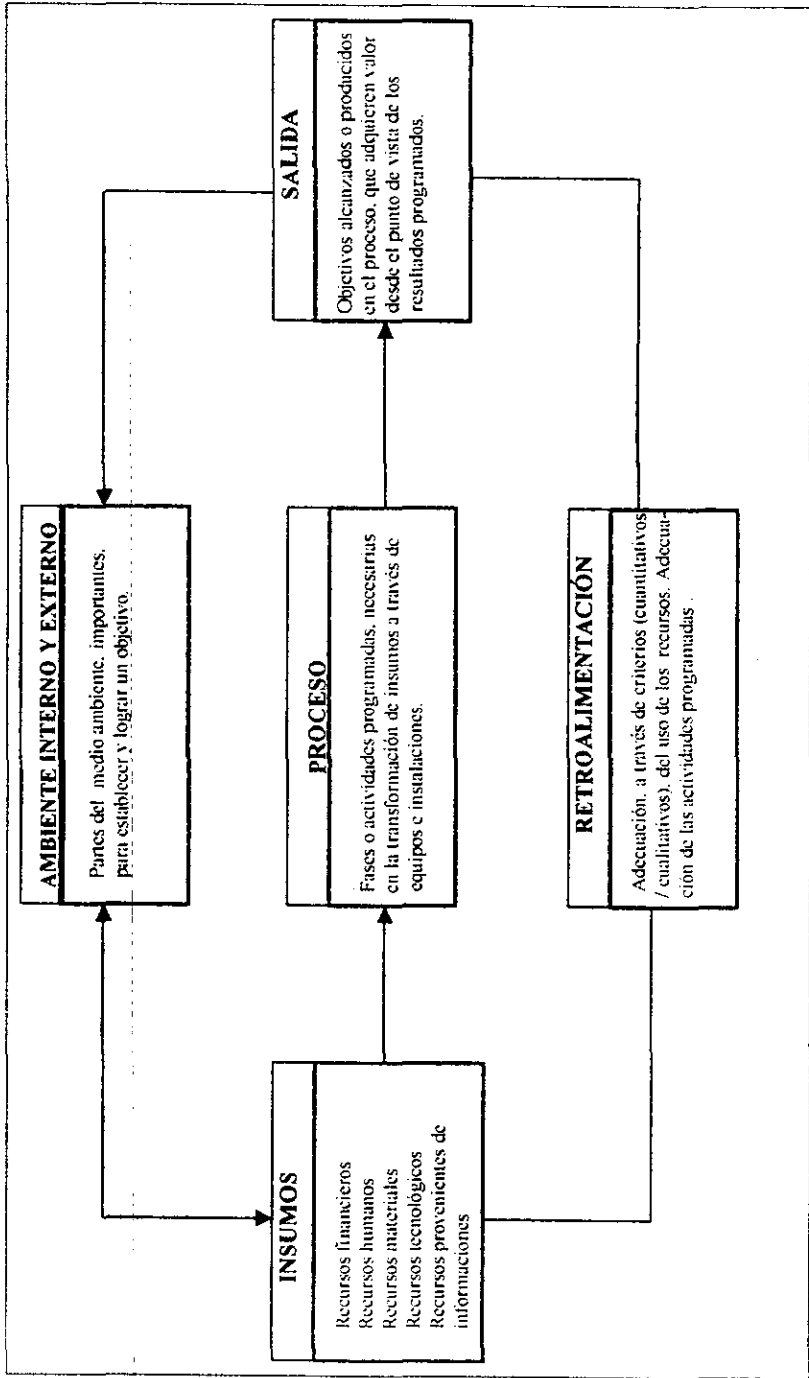 AMBIENTE INTERNO Y EXTERNO
Partes del medio ambiente, importantes,
para establecer y lograr un objetivo.
INSUMOS
Recursos financieros
Recursos humanos
Recursos materiales
Recursos tecnológicos
Recursos provenientes de
informaciones
PROCESO
Fases o actividades programadas, necesarias
en la transformación de insumos a través de
equipos e instalaciones.
SALIDA
Objetivos alcanzados o producidos
en el proceso, que adquieren valor
desde el punto de vista de los
resultados programados.
RETROALIMENTACIÓN
Adecuación, a través de criterios (cuantitativos
/ cualitativos), del uso de los recursos. Adecua-
ción de las actividades programadas .